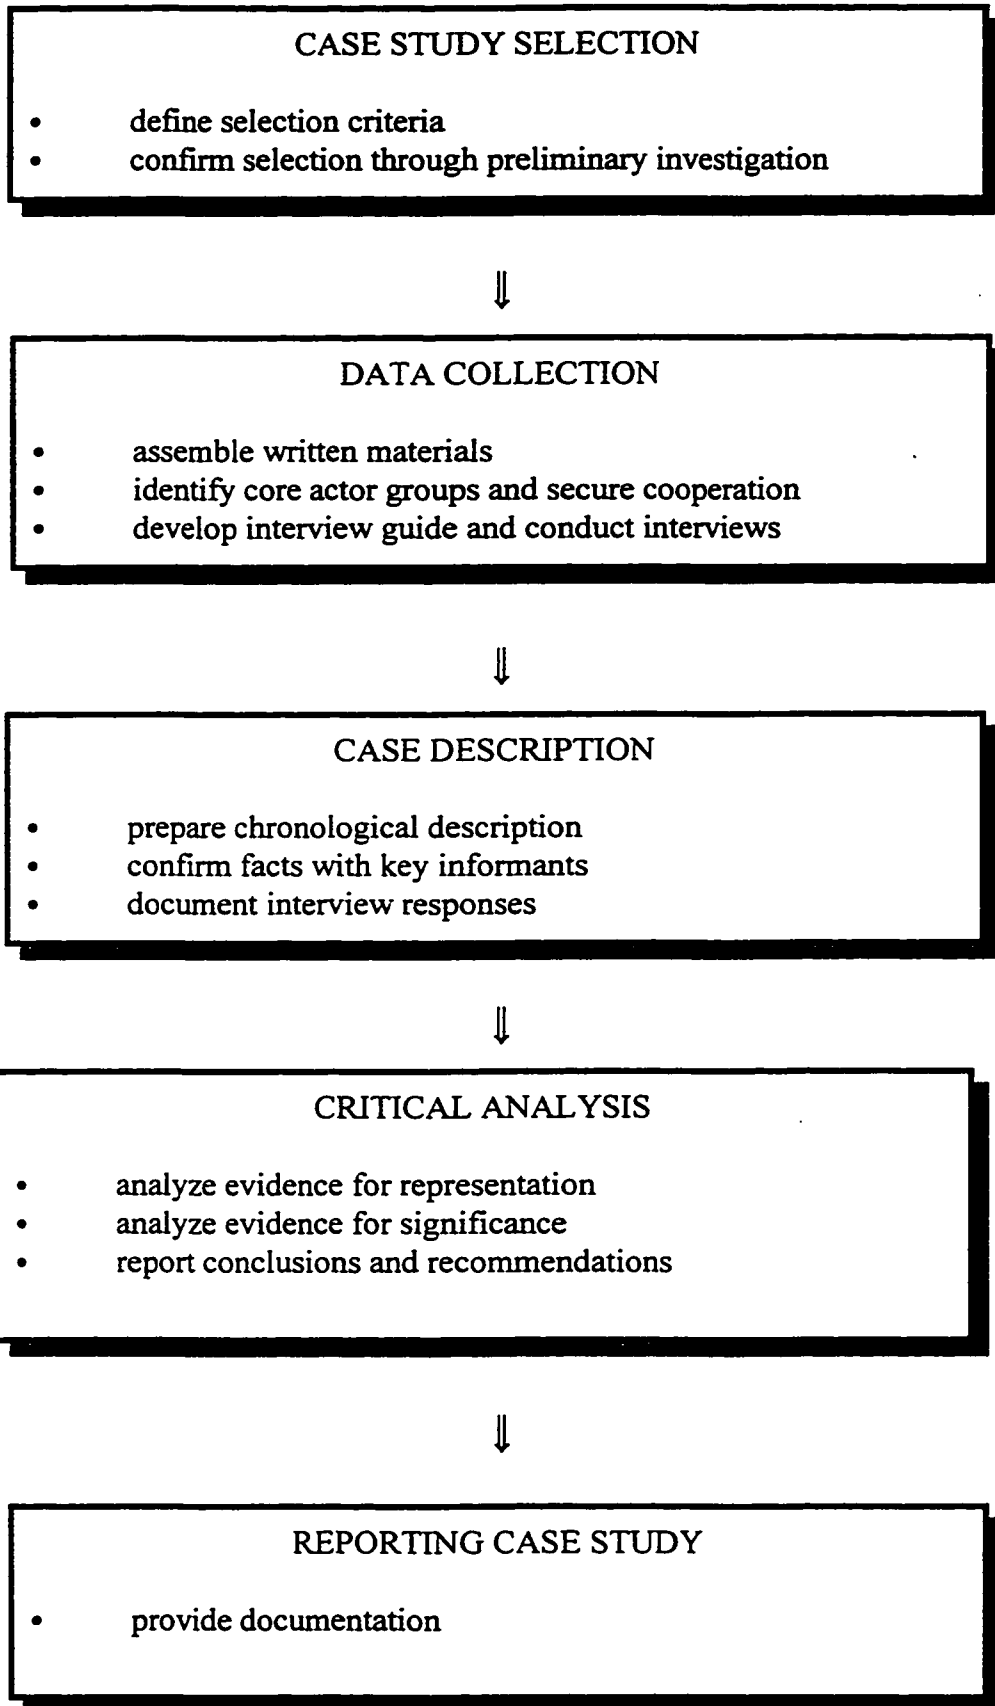 CASE STUDY SELECTION
• define selection criteria
• confirm selection through preliminary investigation
⇓
DATA COLLECTION
• assemble written materials
• identify core actor groups and secure cooperation
• develop interview guide and conduct interviews
⇓
CASE DESCRIPTION
• prepare chronological description
• confirm facts with key informants
• document interview responses
⇓
CRITICAL ANALYSIS
• analyze evidence for representation
• analyze evidence for significance
• report conclusions and recommendations
⇓
REPORTING CASE STUDY
• provide documentation